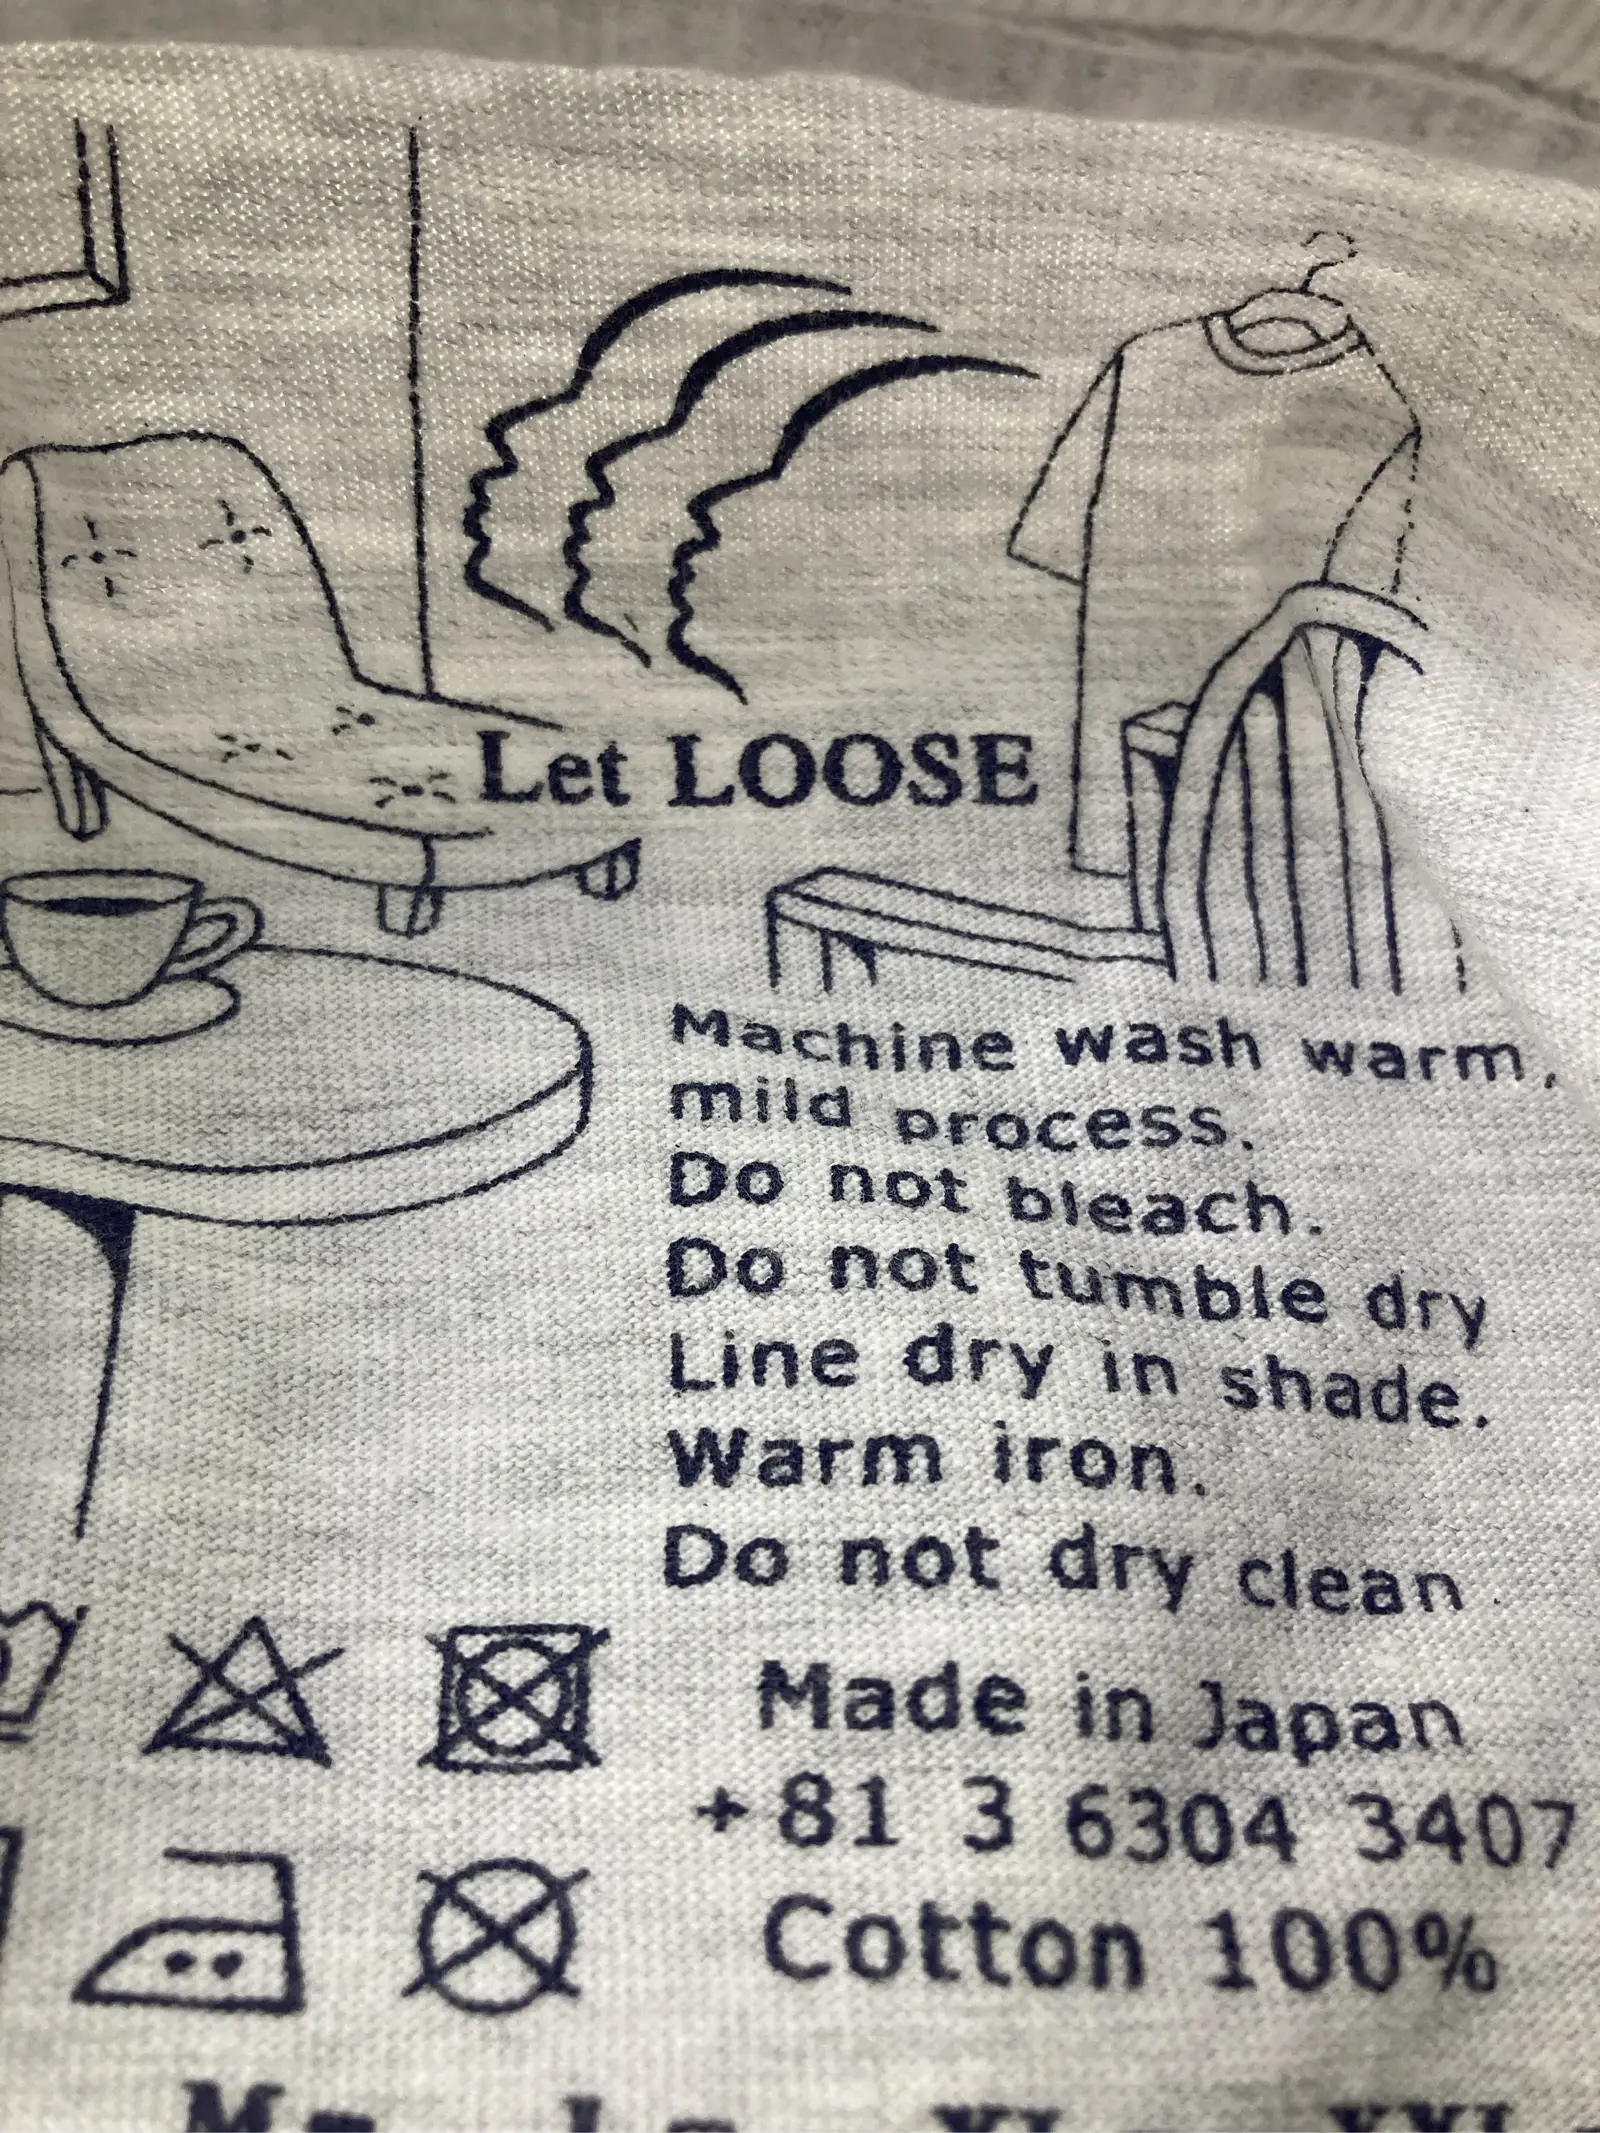 Let LOOSE
Machine wash warm,
mild process.
Do not bleach.
Do not tumble dry
Line dry in shade.
Warm iron.
Do not dry clean
Made in Japan
+81 3 6304 3407
Cotton 100%